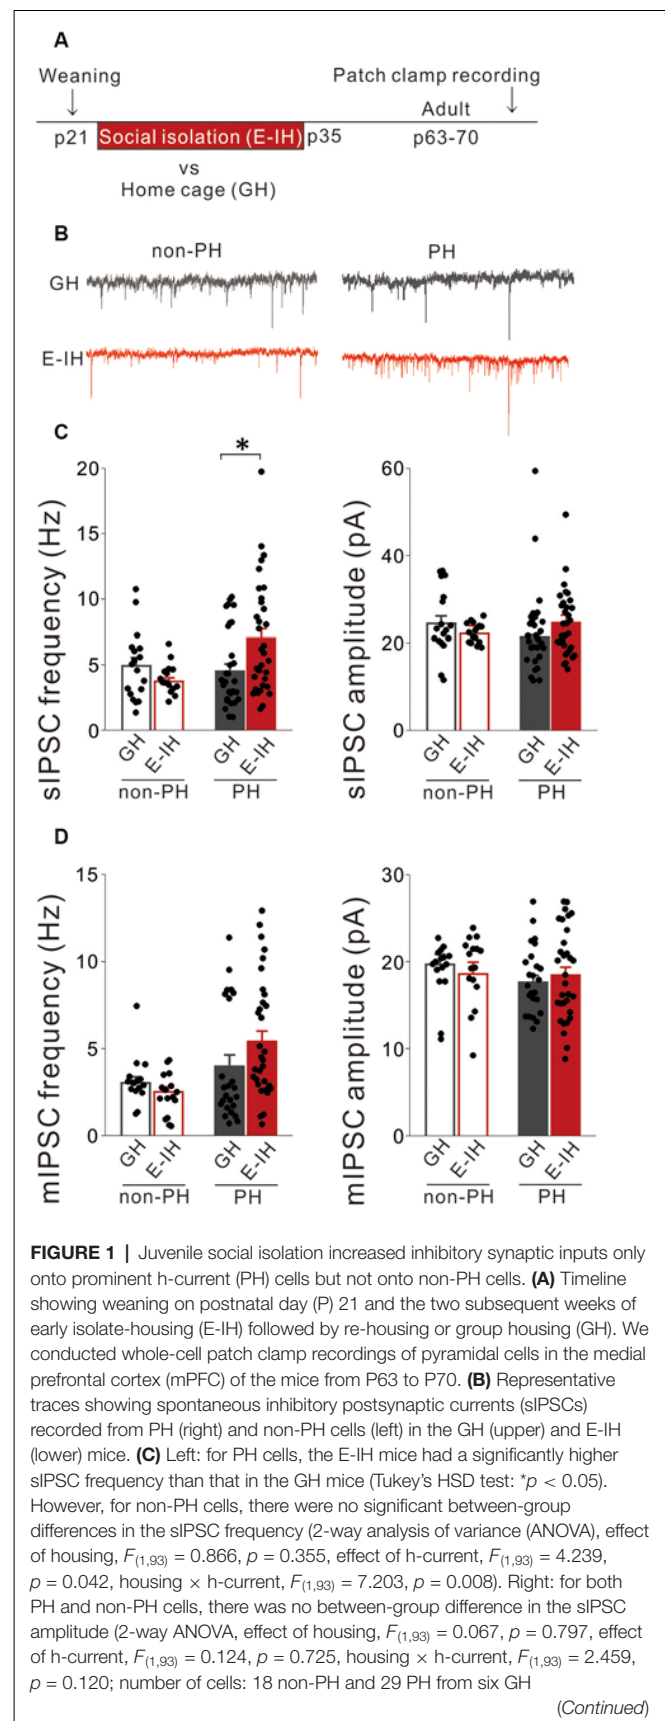 A
Weaning
Patch clamp recording
Adult
p21
Social isolation (E-IH)
p35
p63-70
vs
Home cage (GH)
B
non-PH
PH
GH
E-IH
C
*
sIPSC frequency (Hz)
20
15
10
5
0
GH
E-IH
GH
E-IH
non-PH
PH
sIPSC amplitude (pA)
60
40
20
0
GH
E-IH
GH
E-IH
non-PH
PH
D
mIPSC frequency (Hz)
15
10
5
0
GH
E-IH
GH
E-IH
non-PH
PH
mIPSC amplitude (pA)
30
20
10
0
GH
E-IH
GH
E-IH
non-PH
PH
FIGURE 1 | Juvenile social isolation increased inhibitory synaptic inputs only
onto prominent h-current (PH) cells but not onto non-PH cells. (A) Timeline
showing weaning on postnatal day (P) 21 and the two subsequent weeks of
early isolate-housing (E-IH) followed by re-housing or group housing (GH). We
conducted whole-cell patch clamp recordings of pyramidal cells in the medial
prefrontal cortex (mPFC) of the mice from P63 to P70. (B) Representative
traces showing spontaneous inhibitory postsynaptic currents (sIPSCs)
recorded from PH (right) and non-PH cells (left) in the GH (upper) and E-IH
(lower) mice. (C) Left: for PH cells, the E-IH mice had a significantly higher
sIPSC frequency than that in the GH mice (Tukey's HSD test: *p < 0.05).
However, for non-PH cells, there were no significant between-group
differences in the sIPSC frequency (2-way analysis of variance (ANOVA), effect
of housing, F(1,93) = 0.866, p = 0.355, effect of h-current, F(1,93) = 4.239,
p = 0.042, housing × h-current, F(1,93) = 7.203, p = 0.008). Right: for both
PH and non-PH cells, there was no between-group difference in the sIPSC
amplitude (2-way ANOVA, effect of housing, F(1,93) = 0.067, p = 0.797, effect
of h-current, F(1,93) = 0.124, p = 0.725, housing × h-current, F(1,93) = 2.459,
p = 0.120; number of cells: 18 non-PH and 29 PH from six GH
(Continued)